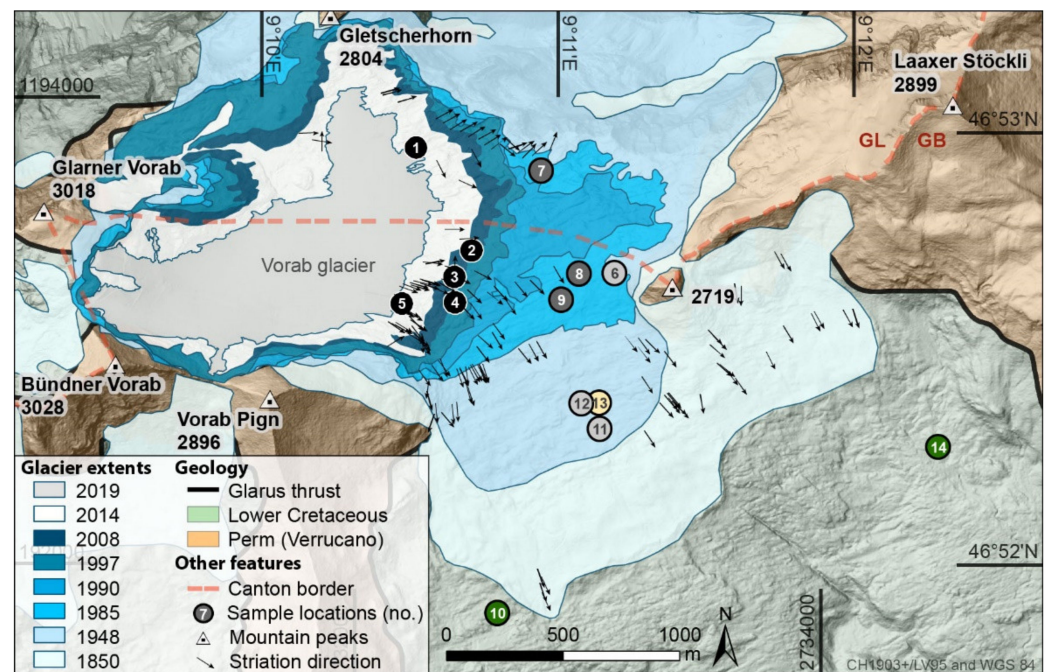 9°10'E
9°11'E
9°12'E
Gletscherhorn
2804
Laaxer Stöckli
2899
1194000
46°53'N
GL
GB
Glarner Vorab
3018
1
7
2
Vorab glacier
3
8
6
5
4
9
2719
Bündner Vorab
3028
Vorab Pign
2896
12
13
11
14
Glacier extents
2019
2014
2008
1997
1990
1985
1948
1850
Geology
Glarus thrust
Lower Cretaceous
Perm (Verrucano)
Other features
Canton border
7 Sample locations (no.)
Mountain peaks
Striation direction
192000
46°52'N
10
N
0 500 1000
m
2734000
CH1903+/LV95 and WGS 84